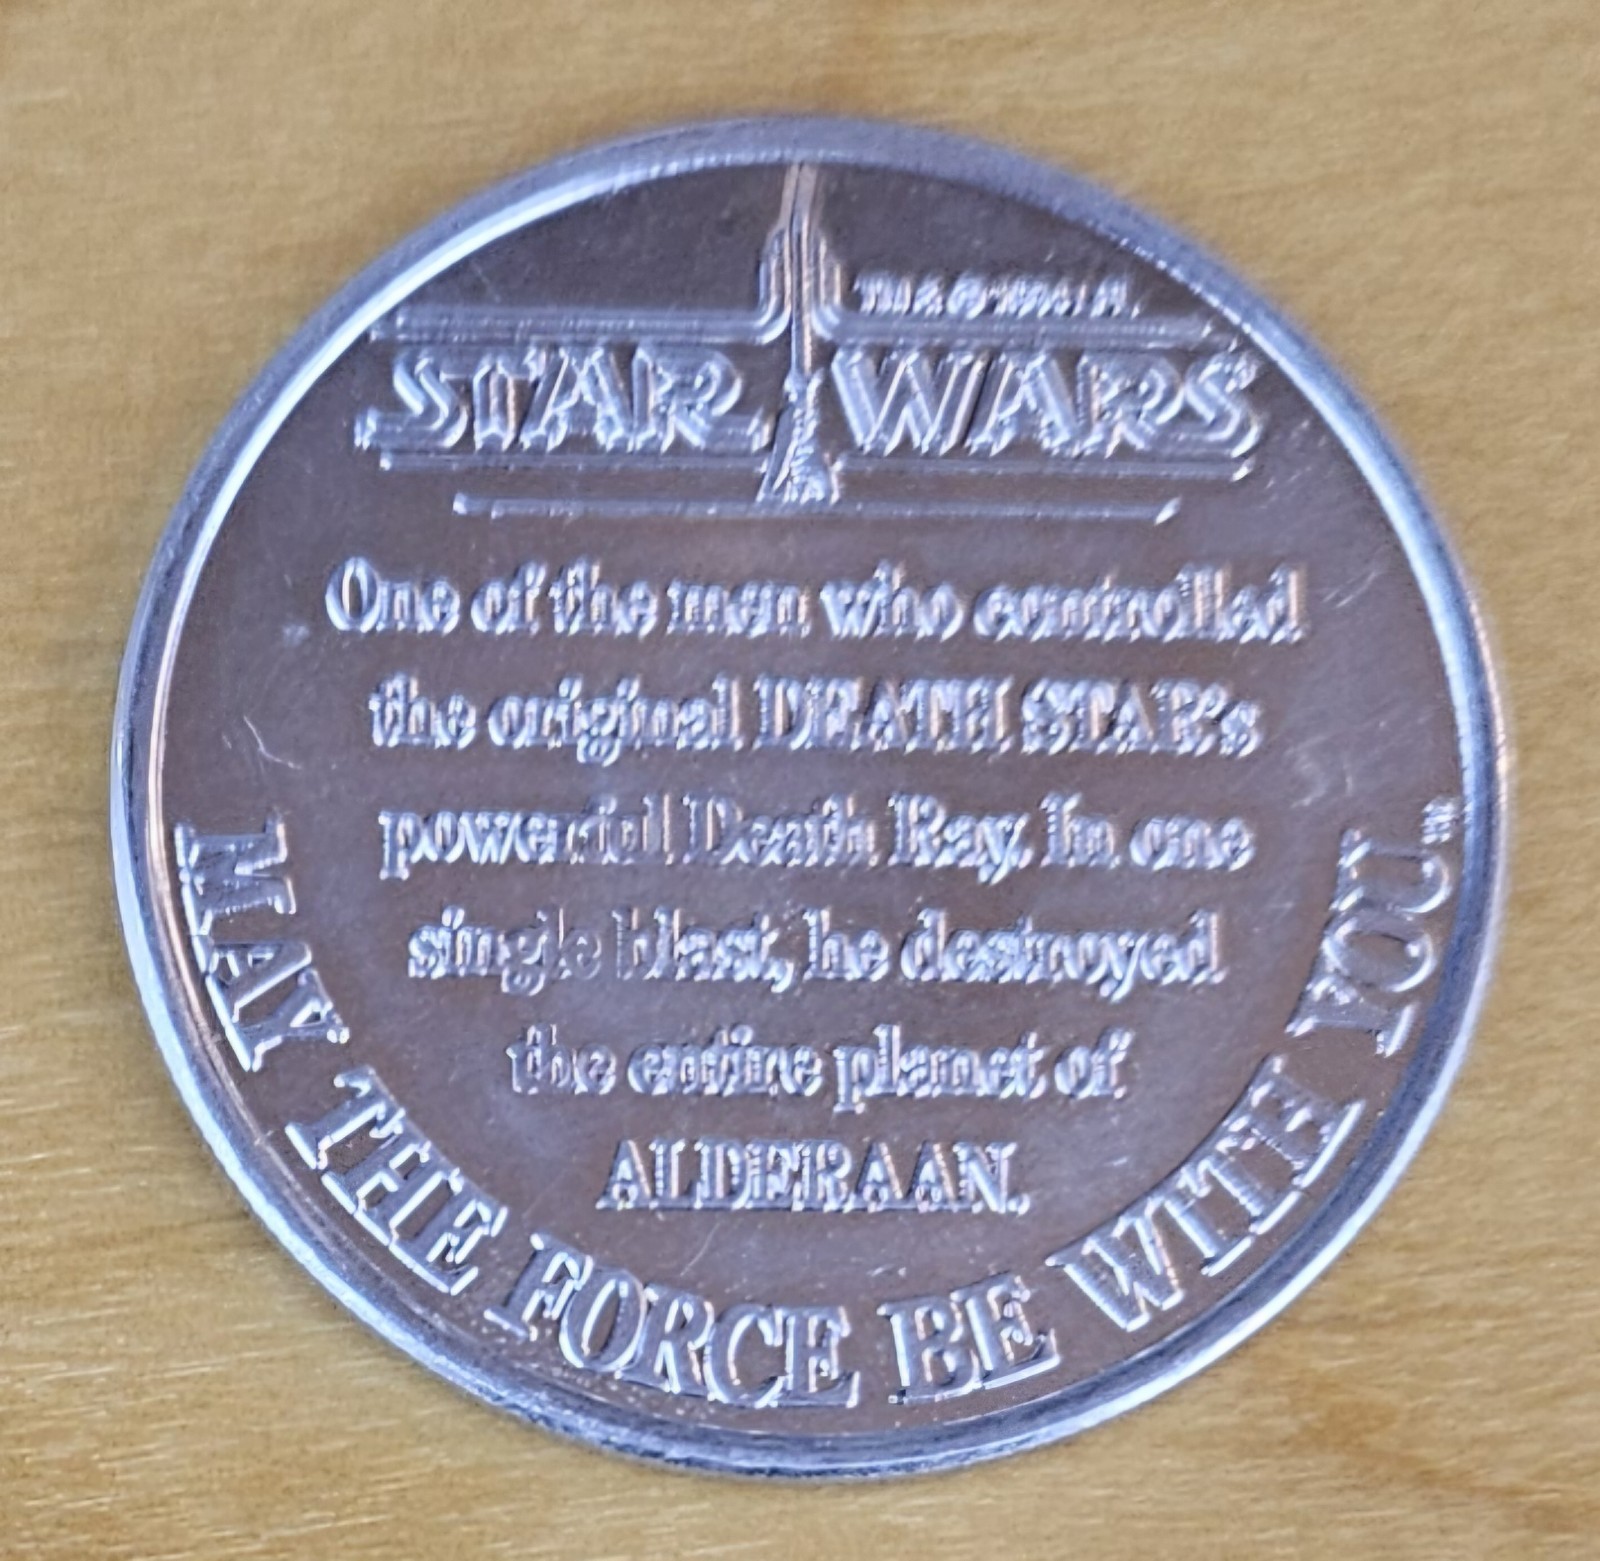 STAR WARS
One of the men who controlled
the original DEATH STAR's
powerful Death Ray. In one
single blast, he destroyed
the entire planet of
ALDERAAN.
MAY THE FORCE BE WITH YOU